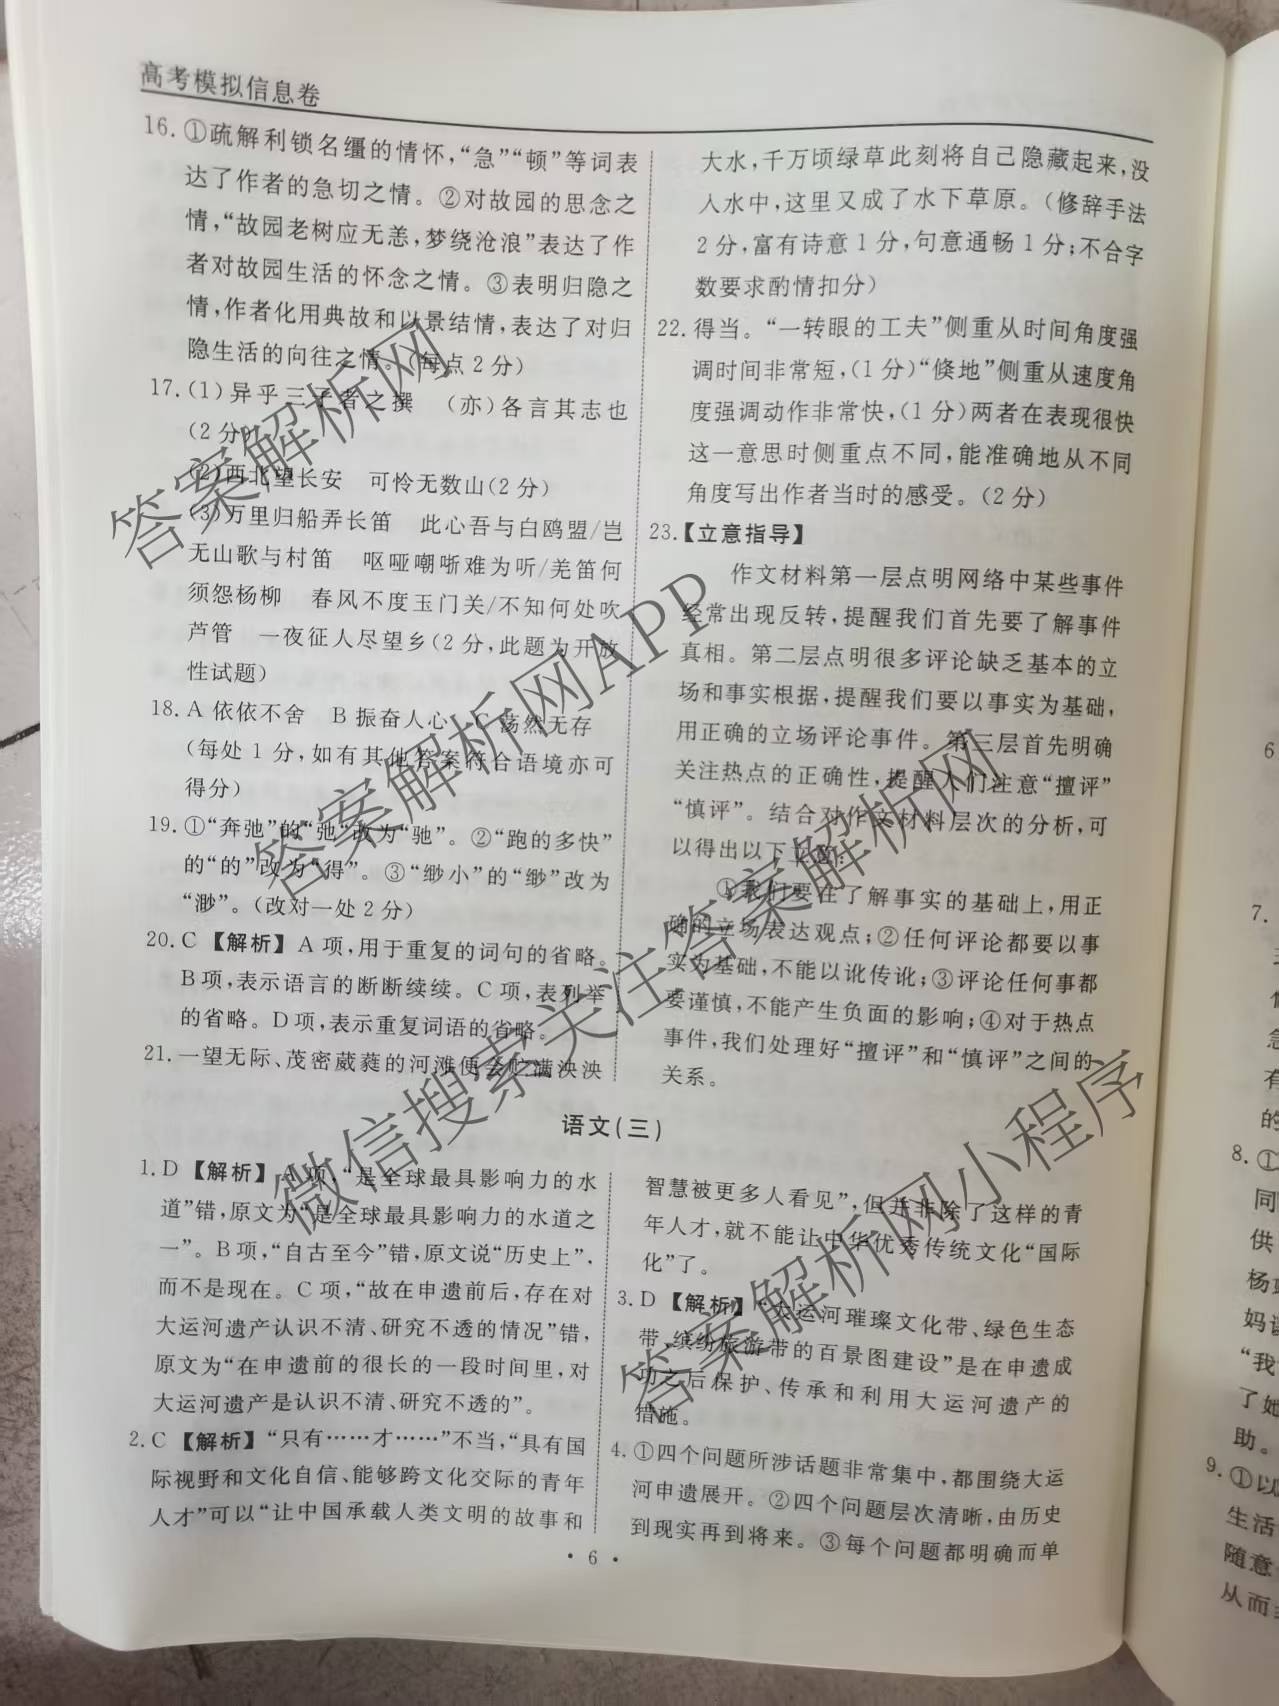 高考模拟信息卷
16.①疏解利锁名缰的情怀,“急”“顿”等词表
达了作者的急切之情。②对故园的思念之
情,“故园老树应无恙,梦绕沧浪”表达了作
者对故园生活的怀念之情。③表明归隐之
情,作者化用典故和以景结情,表达了对归
隐生活的向往之情。(每点2分)
17.(1)异乎三子者之撰 (亦)各言其志也
(2分)
(2)西北望长安 可怜无数山(2分)
(3)万里归船弄长笛 此心吾与白鸥盟/岂
无山歌与村笛 呕哑嘲哳难为听/羌笛何
须怨杨柳 春风不度玉门关/不知何处吹
芦管 一夜征人尽望乡(2分,此题为开放
性试题)
18.A依依不舍 B振奋人心 C荡然无存
(每处1分,如有其他答案符合语境亦可
得分)
19.①“奔弛”的“弛“改为“驰”。②“跑的多快”
的“的”改为“得”。③“缈小”的“缈”改为
“渺”。(改对一处2分)
20.C【解析】A项,用于重复的词句的省略。
B项,表示语言的断断续续。C项,表列举
的省略。D项,表示重复词语的省略。
21.一望无际、茂密葳蕤的河滩便会贮满泱泱
大水,千万顷绿草此刻将自己隐藏起来,没
入水中,这里又成了水下草原。(修辞手法
2分,富有诗意1分,句意通畅1分;不合字
数要求酌情扣分)
22.得当。“一转眼的工夫”侧重从时间角度强
调时间非常短,(1分)“倏地”侧重从速度角
度强调动作非常快,(1分)两者在表现很快
这一意思时侧重点不同,能准确地从不同
角度写出作者当时的感受。(2分)
23.【立意指导】
作文材料第一层点明网络中某些事件
经常出现反转,提醒我们首先要了解事件
真相。第二层点明很多评论缺乏基本的立
场和事实根据,提醒我们要以事实为基础,
用正确的立场评论事件。第三层首先明确
关注热点的正确性,提醒人们注意“擅评”
“慎评”。结合对作文材料层次的分析,可
以得出以下立意:
①我们要在了解事实的基础上,用正
确的立场表达观点;②任何评论都要以事
实为基础,不能以讹传讹;③评论任何事都
要谨慎,不能产生负面的影响;④对于热点
事件,我们处理好“擅评”和“慎评”之间的
关系。
语文(三)
1.D【解析】A项,“是全球最具影响力的水
道”错,原文为“是全球最具影响力的水道之
一”。B项,“自古至今”错,原文说“历史上”,
而不是现在。C项,“故在申遗前后,存在对
大运河遗产认识不清、研究不透的情况”错,
原文为“在申遗前的很长的一段时间里,对
大运河遗产是认识不清、研究不透的”。
2.C【解析】“只有……才……”不当,“具有国
际视野和文化自信、能够跨文化交际的青年
人才”可以“让中国承载人类文明的故事和
智慧被更多人看见”,但并非除了这样的青
年人才,就不能让中华优秀传统文化“国际
化”了。
3.D【解析】“大运河璀璨文化带、绿色生态
带、缤纷旅游带的百景图建设”是在申遗成
功之后保护、传承和利用大运河遗产的
措施。
4.①四个问题所涉话题非常集中,都围绕大运
河申遗展开。②四个问题层次清晰,由历史
到现实再到将来。③每个问题都明确而单
·6·
答案解析网
答案解析网APP
微信搜索关注答案解析网
答案解析网小程序
6
7.
急
有
的
8.①
同
供
妈
“我
了她
助。
9.①以
生活
随意
从而